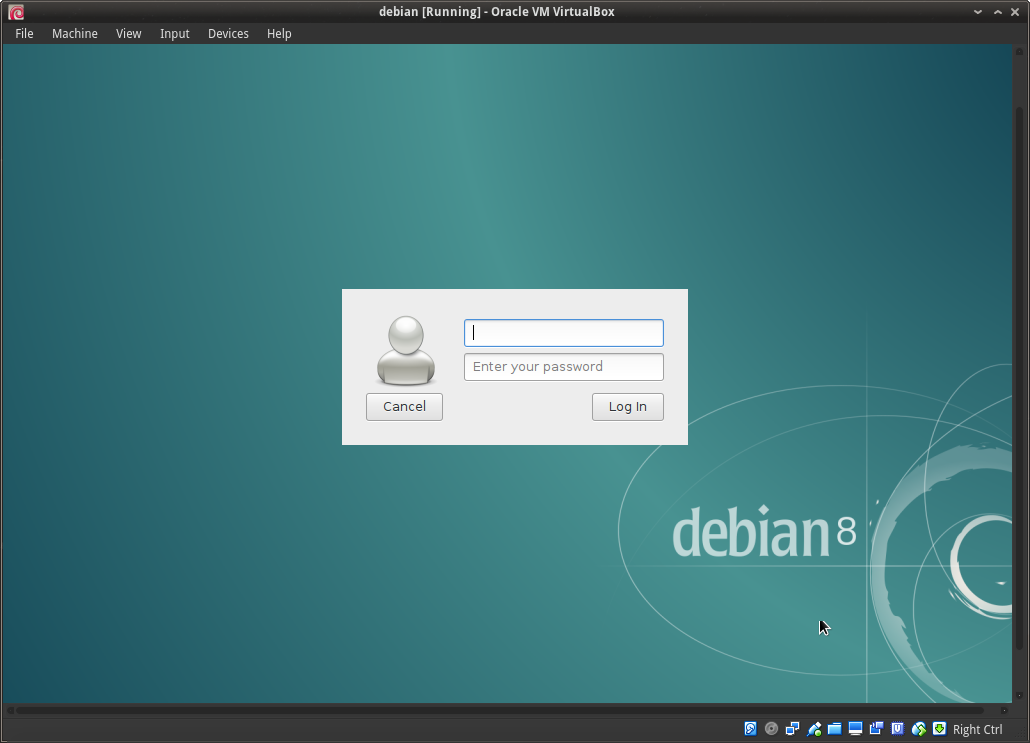 debian [Running] - Oracle VM VirtualBox
File Machine View Input Devices Help
Enter your password
Cancel Log In
debian 8
Right Ctrl